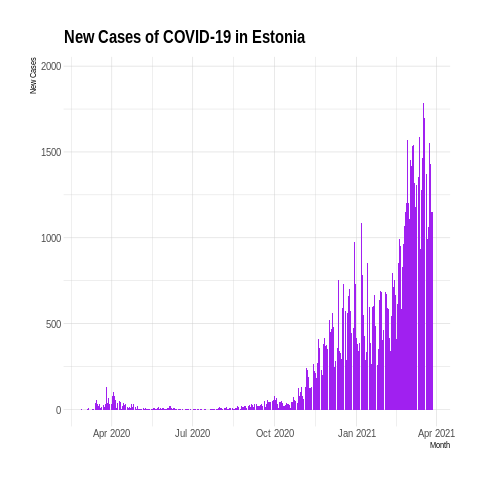 New Cases of COVID-19 in Estonia
New Cases
2000
1500
1000
500
0
Apr 2020 Jul 2020 Oct 2020 Jan 2021 Apr 2021
Month